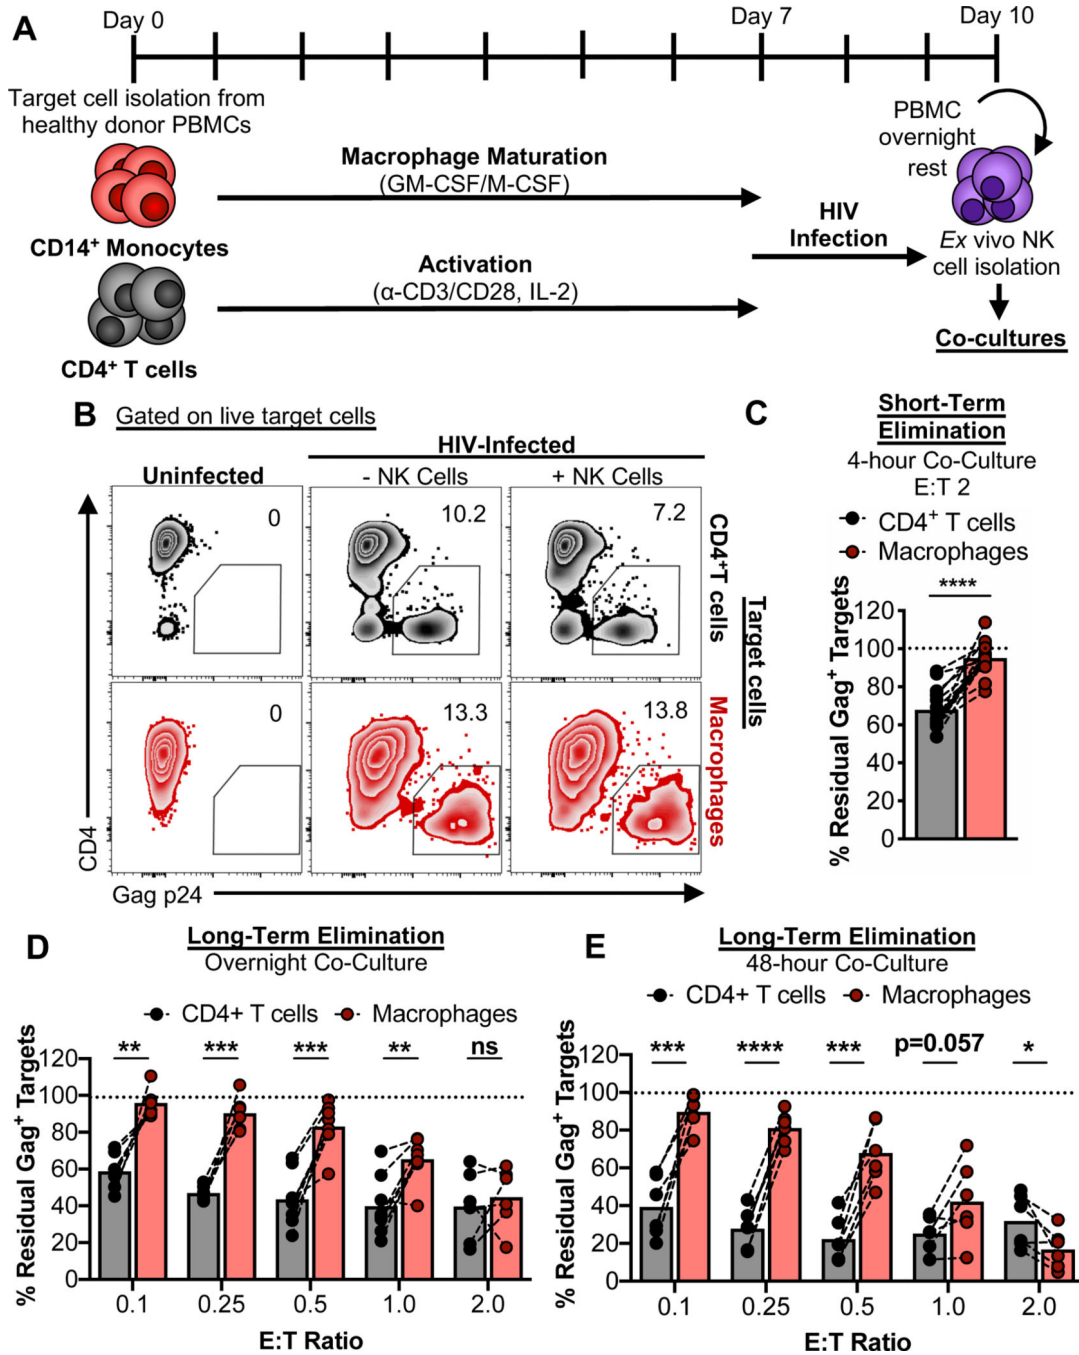 A
Day 0
Day 7
Day 10
Target cell isolation from
healthy donor PBMCs
CD14⁺ Monocytes
CD4⁺ T cells
Macrophage Maturation
(GM-CSF/M-CSF)
Activation
(α-CD3/CD28, IL-2)
HIV
Infection
PBMC
overnight
rest
Ex vivo NK
cell isolation
Co-cultures
B
Gated on live target cells
HIV-Infected
Uninfected
- NK Cells
+ NK Cells
0
10.2
7.2
CD4⁺T cells
0
13.3
13.8
Macrophages
Target cells
CD4
Gag p24
C
Short-Term
Elimination
4-hour Co-Culture
E:T 2
CD4⁺ T cells
Macrophages
****
% Residual Gag⁺ Targets
120
100
80
60
40
20
0
D
Long-Term Elimination
Overnight Co-Culture
CD4+ T cells
Macrophages
** *** *** ** ns
% Residual Gag⁺ Targets
120
100
80
60
40
20
0
0.1 0.25 0.5 1.0 2.0
E:T Ratio
E
Long-Term Elimination
48-hour Co-Culture
CD4+ T cells
Macrophages
*** **** *** p=0.057 *
% Residual Gag⁺ Targets
120
100
80
60
40
20
0
0.1 0.25 0.5 1.0 2.0
E:T Ratio